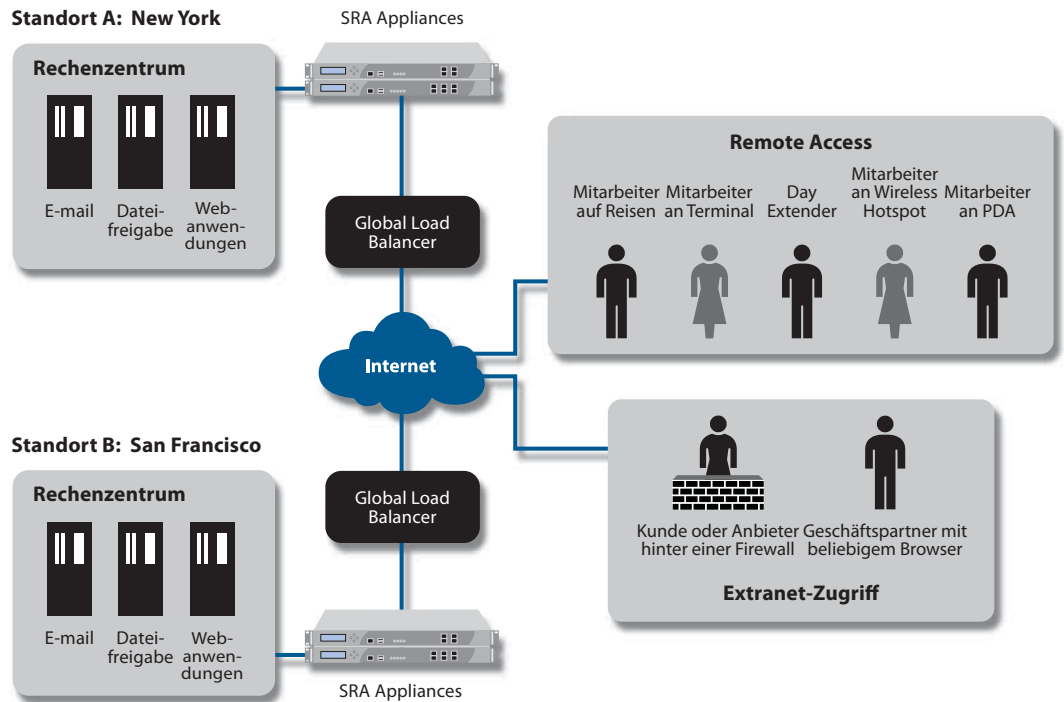 Standort A: New York
SRA Appliances
Rechenzentrum
E-mail
Datei-
freigabe
Web-
anwen-
dungen
Global Load
Balancer
Remote Access
Mitarbeiter
auf Reisen
Mitarbeiter
an Terminal
Day
Extender
Mitarbeiter
an Wireless
Hotspot
Mitarbeiter
an PDA
Internet
Kunde oder Anbieter
hinter einer Firewall
Geschäftspartner mit
beliebigem Browser
Extranet-Zugriff
Standort B: San Francisco
Rechenzentrum
E-mail
Datei-
freigabe
Web-
anwen-
dungen
Global Load
Balancer
SRA Appliances